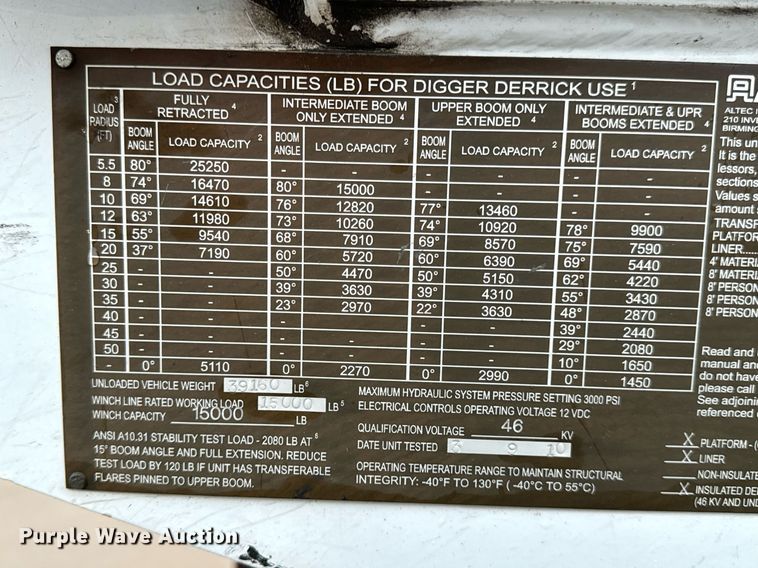 LOAD CAPACITIES (LB) FOR DIGGER DERRICK USE 1
LOAD 3 RADIUS (FT)
FULLY RETRACTED 4
INTERMEDIATE BOOM ONLY EXTENDED 4
UPPER BOOM ONLY EXTENDED 4
INTERMEDIATE & UPR BOOMS EXTENDED 4
BOOM ANGLE LOAD CAPACITY 2 BOOM ANGLE LOAD CAPACITY 2 BOOM ANGLE LOAD CAPACITY 2 BOOM ANGLE LOAD CAPACITY 2
5.5 80° 25250 - - - - - -
8 74° 16470 80° 15000 - - - -
10 69° 14610 76° 12820 77° 13460 - -
12 63° 11980 73° 10260 74° 10920 78° 9900
15 55° 9540 68° 7910 69° 8570 75° 7590
20 37° 7190 60° 5720 60° 6390 69° 5440
25 - - 50° 4470 50° 5150 62° 4220
30 - - 39° 3630 39° 4310 55° 3430
35 - - 23° 2970 22° 3630 48° 2870
40 - - - - - - 39° 2440
45 - - - - - - 29° 2080
50 - - - - - - 10° 1650
- 0° 5110 0° 2270 0° 2990 0° 1450
UNLOADED VEHICLE WEIGHT 39160 LB 6
WINCH LINE RATED WORKING LOAD 15000 LB 5
WINCH CAPACITY 15000 LB
ANSI A10.31 STABILITY TEST LOAD - 2080 LB AT 6
15° BOOM ANGLE AND FULL EXTENSION. REDUCE
TEST LOAD BY 120 LB IF UNIT HAS TRANSFERABLE
FLARES PINNED TO UPPER BOOM.
MAXIMUM HYDRAULIC SYSTEM PRESSURE SETTING 3000 PSI
ELECTRICAL CONTROLS OPERATING VOLTAGE 12 VDC
QUALIFICATION VOLTAGE 46 KV
DATE UNIT TESTED 3 9 10
OPERATING TEMPERATURE RANGE TO MAINTAIN STRUCTURAL
INTEGRITY: -40°F TO 130°F ( -40°C TO 55°C)
ALTEC
210 INVE
BIRMING
This un
It is the
lessors,
sections
Values s
amount s
TRANSF
PLATFO
LINER....
4' MATERI
8' MATERI
8' PERSON
8' PERSON
8' PERSON
Read and
manual an
do not have
please call
See adjoini
referenced
X PLATFORM - (
X LINER
NON-INSULATE
X INSULATED DE
(46 KV AND UND
Purple Wave Auction